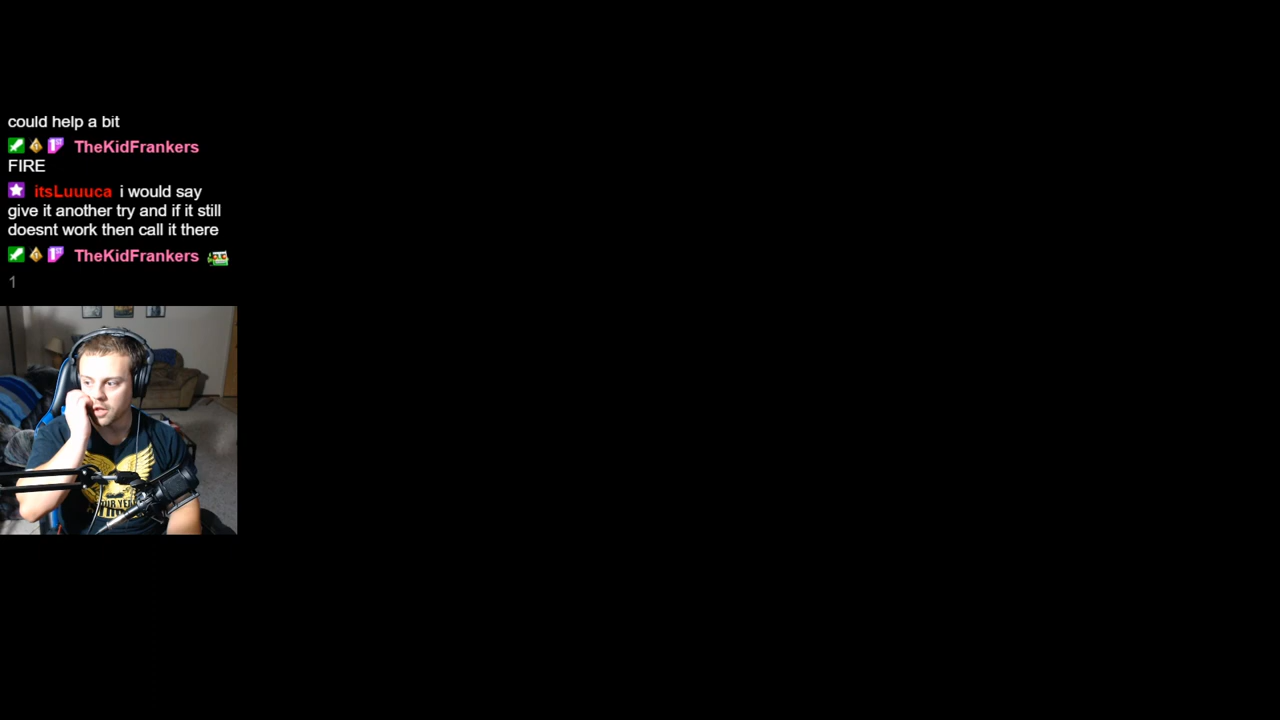 could help a bit
TheKidFrankers
FIRE
itsLuuuca i would say
give it another try and if it still
doesnt work then call it there
TheKidFrankers
1